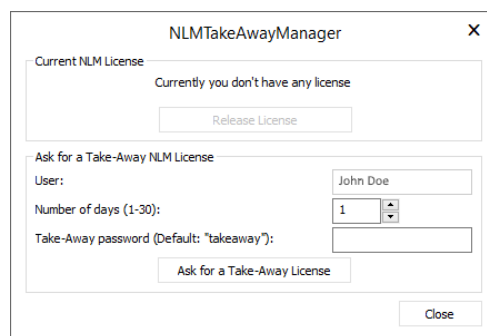 NLMTakeAwayManager
Current NLM License
Currently you don't have any license
Release License
Ask for a Take-Away NLM License
User:
John Doe
Number of days (1-30):
1
Take-Away password (Default: "takeaway"):
Ask for a Take-Away License
Close